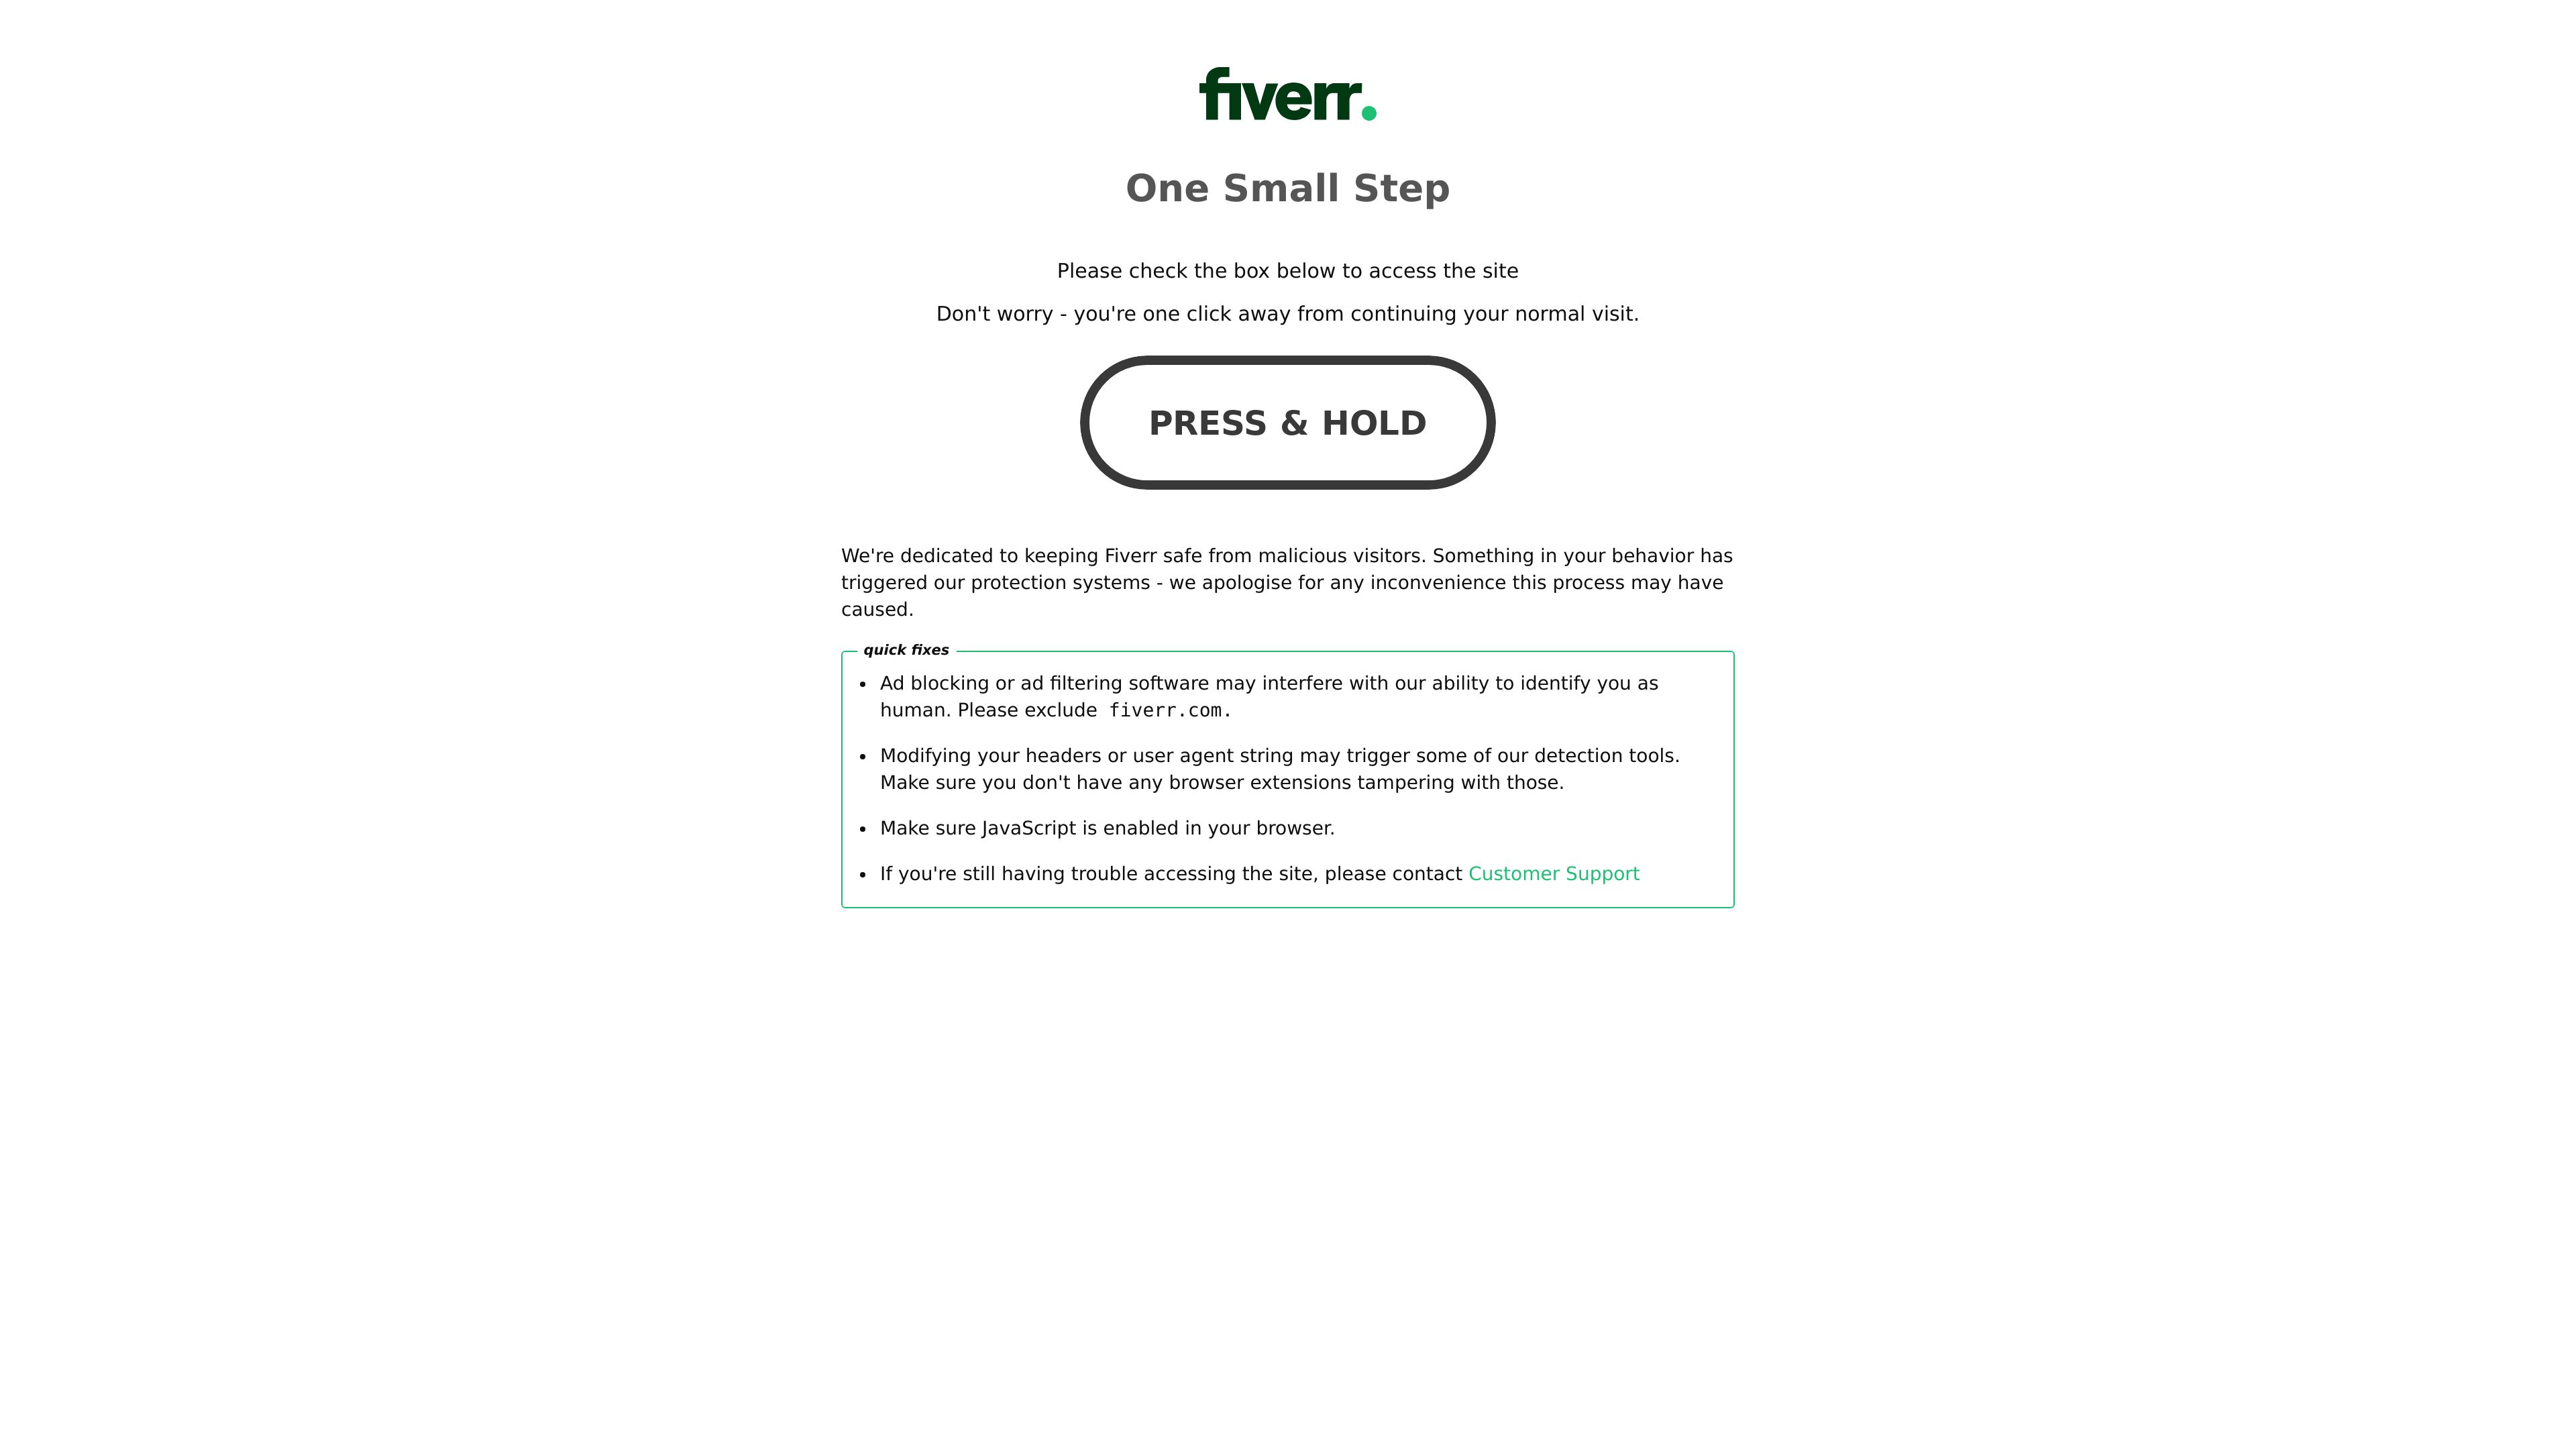 fiverr.
One Small Step
Please check the box below to access the site
Don't worry - you're one click away from continuing your normal visit.
PRESS & HOLD
We're dedicated to keeping Fiverr safe from malicious visitors. Something in your behavior has
triggered our protection systems - we apologise for any inconvenience this process may have
caused.
quick fixes
• Ad blocking or ad filtering software may interfere with our ability to identify you as
human. Please exclude fiverr.com.
• Modifying your headers or user agent string may trigger some of our detection tools.
Make sure you don't have any browser extensions tampering with those.
• Make sure JavaScript is enabled in your browser.
• If you're still having trouble accessing the site, please contact Customer Support